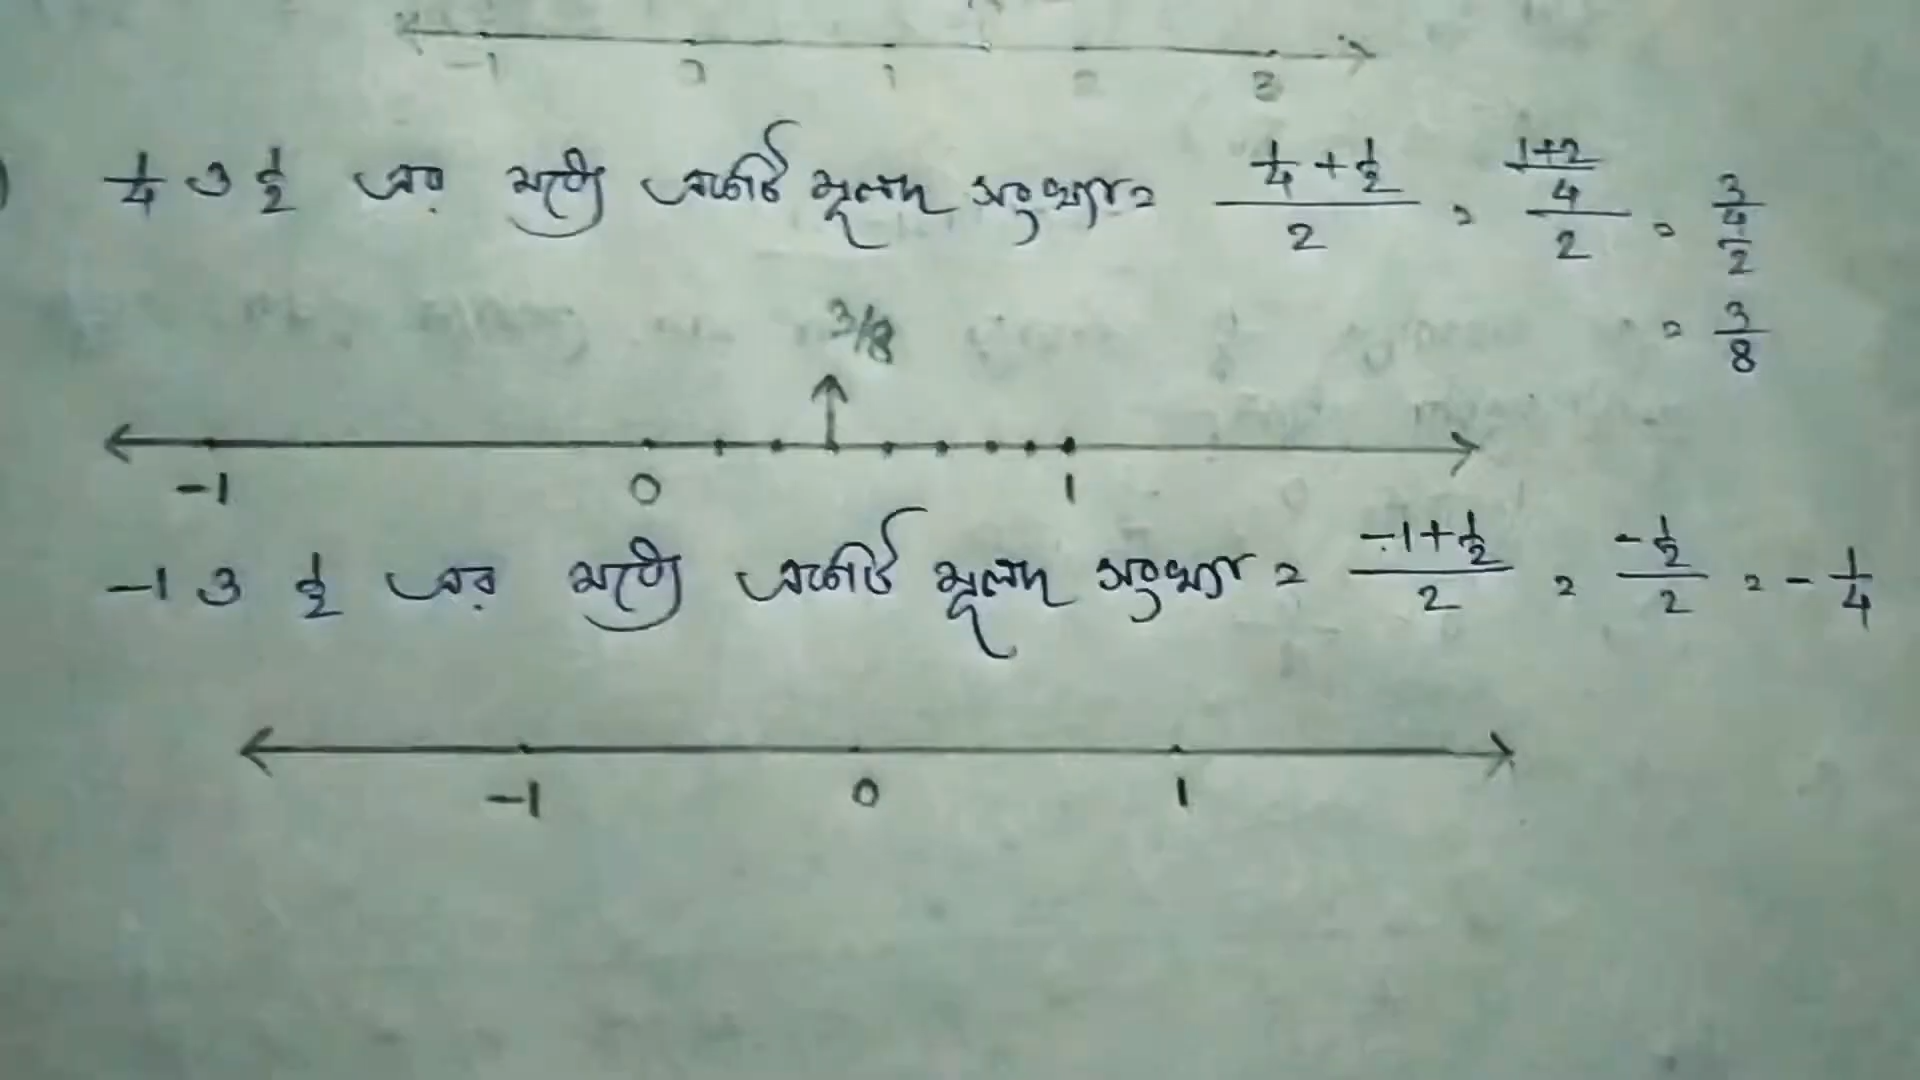 -1 0 1 2 3
1/4 ও 1/2 এর মধ্যে একটি মূলদ সংখ্যা = (1/4 + 1/2)/2 = ((1+2)/4)/2 = (3/4)/2
= 3/8
3/8
-1 0 1
-1 ও 1/2 এর মধ্যে একটি মূলদ সংখ্যা = (-1+1/2)/2 = (-1/2)/2 = -1/4
-1 0 1